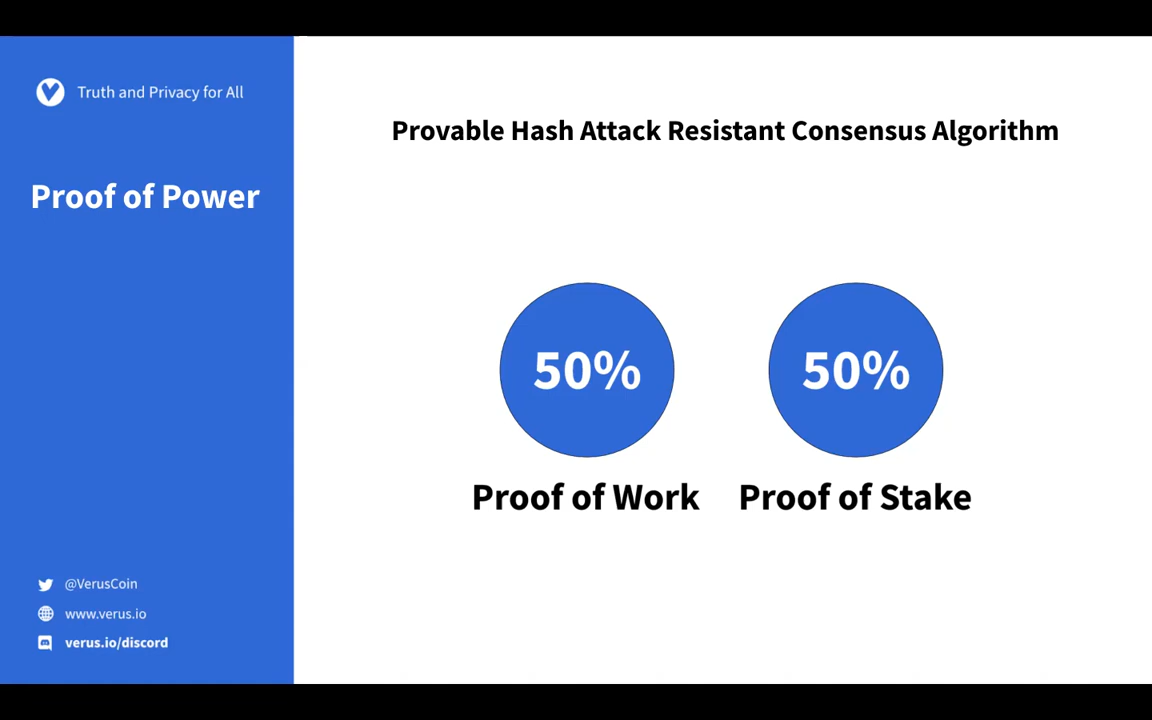 Truth and Privacy for All
Proof of Power
@VerusCoin
www.verus.io
verus.io/discord
Provable Hash Attack Resistant Consensus Algorithm
50%
50%
Proof of Work
Proof of Stake